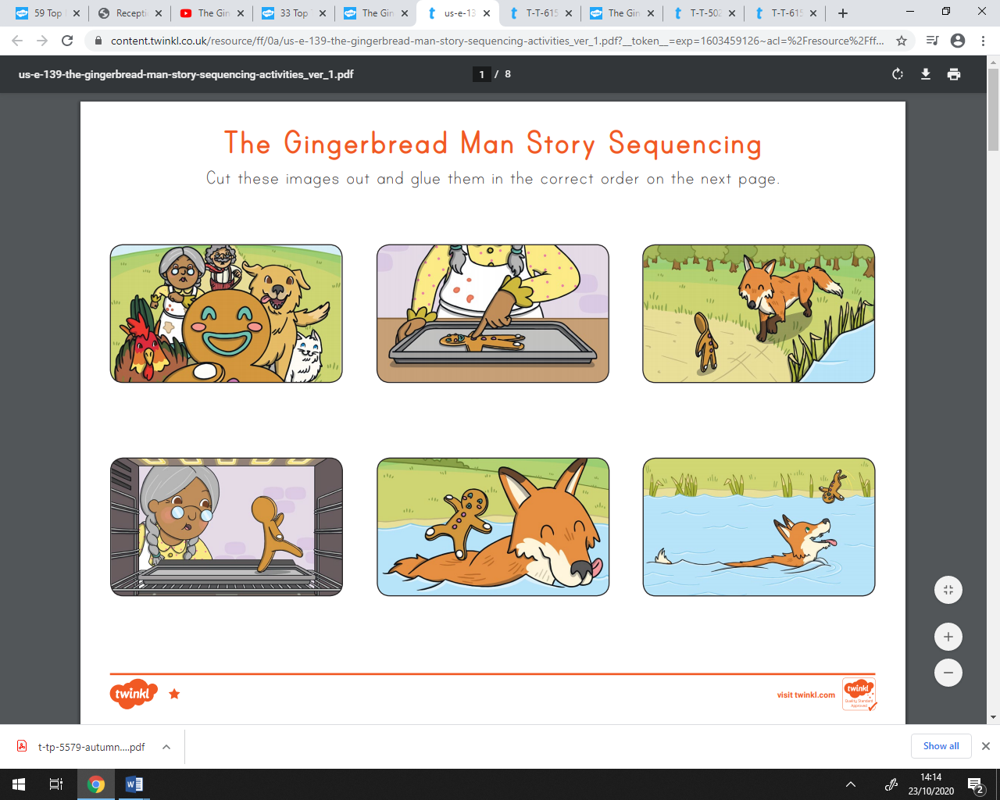 59 Top
Recepti
The Gin
33 Top
The Gin
us-e-13
T-T-615
The Gin
T-T-502
T-T-615
content.twinkl.co.uk/resource/ff/0a/us-e-139-the-gingerbread-man-story-sequencing-activities_ver_1.pdf?__token__=exp=1603459126~acl=%2Fresource%2Fff...
us-e-139-the-gingerbread-man-story-sequencing-activities_ver_1.pdf
1 / 8
The Gingerbread Man Story Sequencing
Cut these images out and glue them in the correct order on the next page.
twinkl
visit twinkl.com
twinkl
Quality Standard
Approved
t-tp-5579-autumn....pdf
Show all
14:14
23/10/2020
2